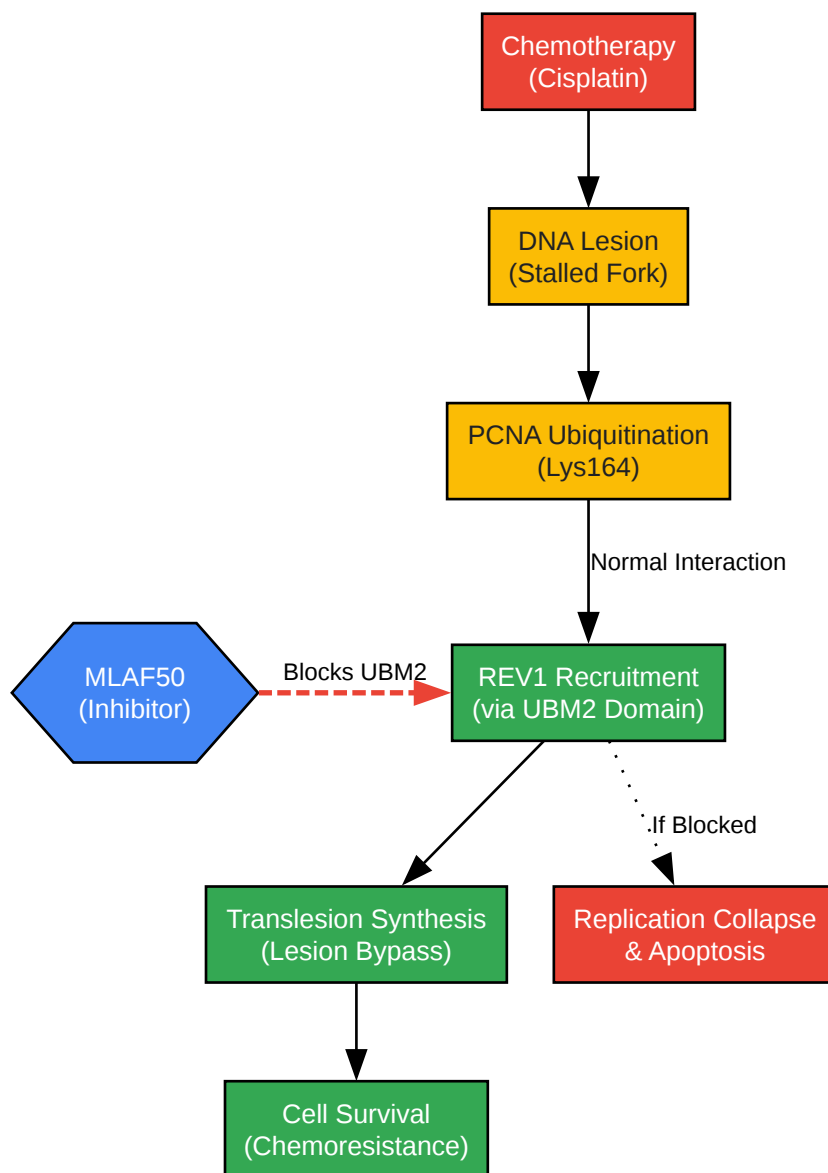 Chemotherapy
(Cisplatin)
DNA Lesion
(Stalled Fork)
PCNA Ubiquitination
(Lys164)
Normal Interaction
MLAF50
(Inhibitor)
Blocks UBM2
REV1 Recruitment
(via UBM2 Domain)
If Blocked
Translesion Synthesis
(Lesion Bypass)
Replication Collapse
& Apoptosis
Cell Survival
(Chemoresistance)